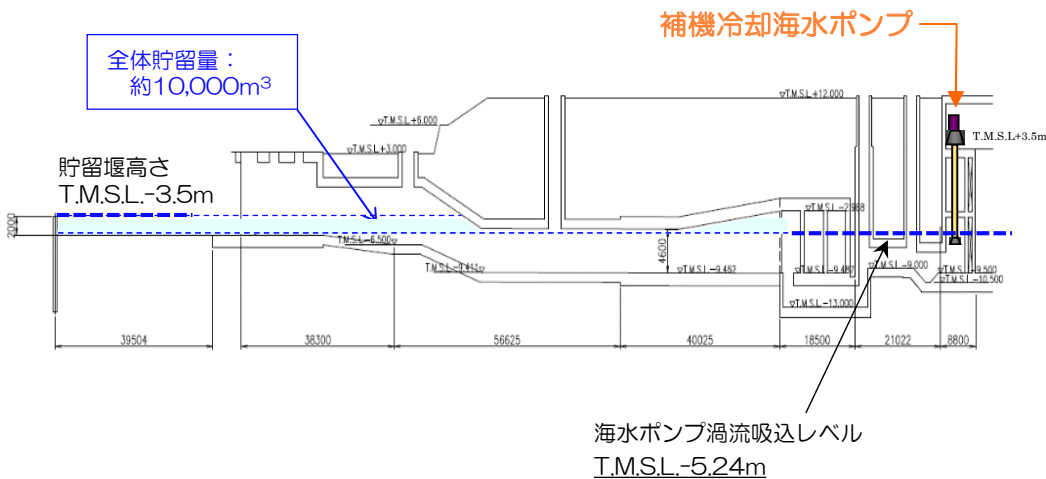 補機冷却海水ポンプ
全体貯留量：
約10,000m³
▽T.M.S.L.+12.000
▽T.M.S.L.+6.000
T.M.S.L+3.5m
▽T.M.S.L.+3.000
貯留堰高さ
T.M.S.L.-3.5m
2000
▽T.M.S.L.-2.968
T.M.S.L.-6.500▽
4600
▽T.M.S.L.-9.462
▽T.M.S.L.-9.000
▽T.M.S.L.-9.500
▽T.M.S.L.-10.500
▽T.M.S.L.-13.000
39504
38300
56625
40025
18500
21022
8800
海水ポンプ渦流吸込レベル
T.M.S.L.-5.24m